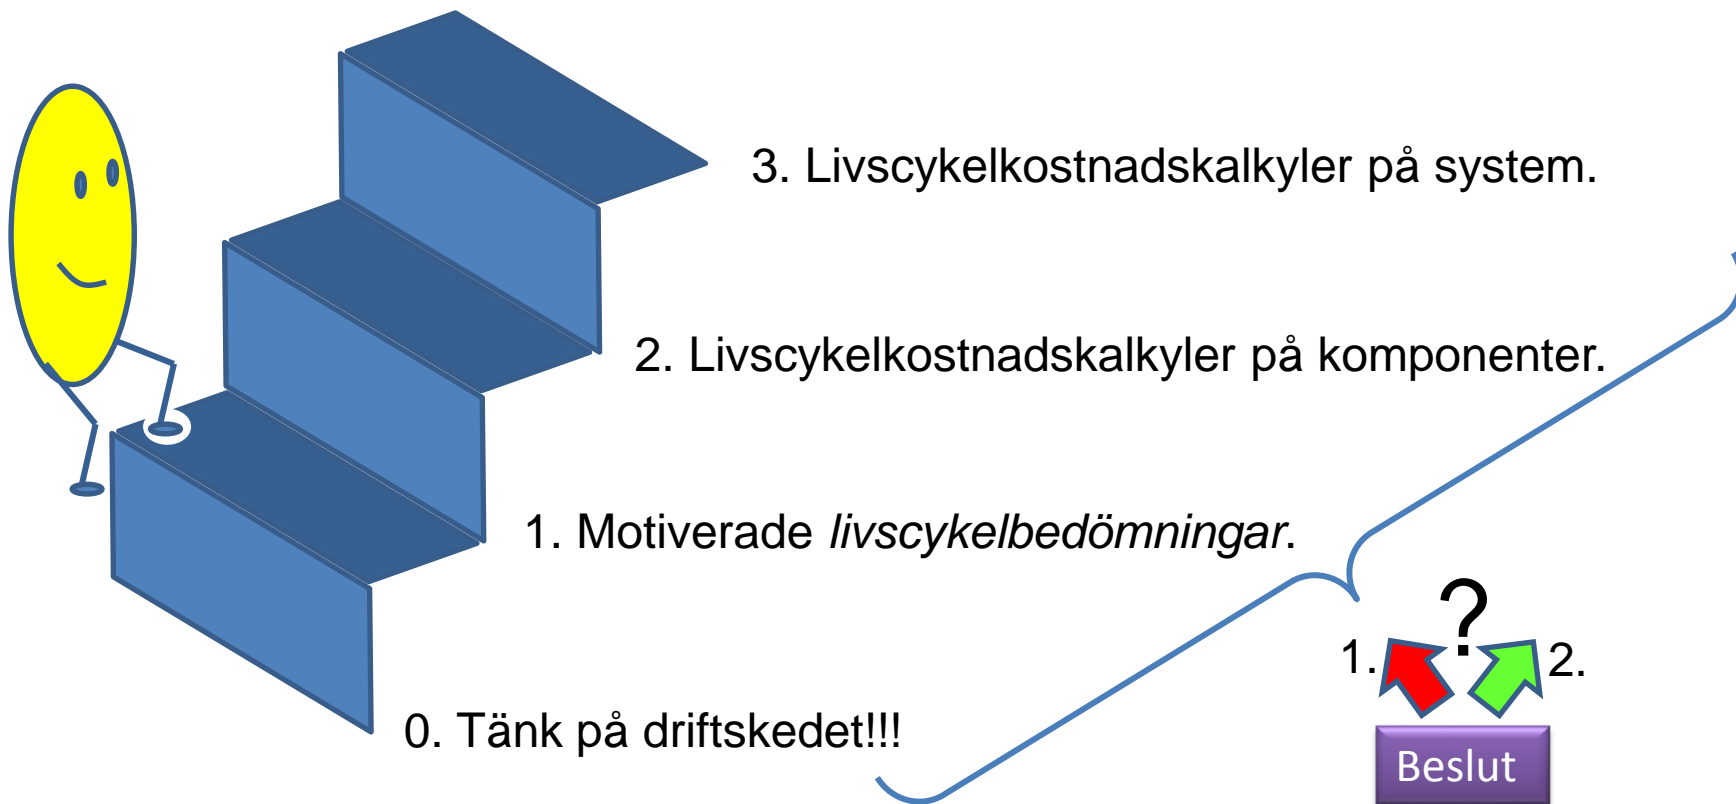 3. Livscykelkostnadskalkyler på system.
2. Livscykelkostnadskalkyler på komponenter.
1. Motiverade livscykelbedömningar.
0. Tänk på driftskedet!!!
?
1.
2.
Beslut